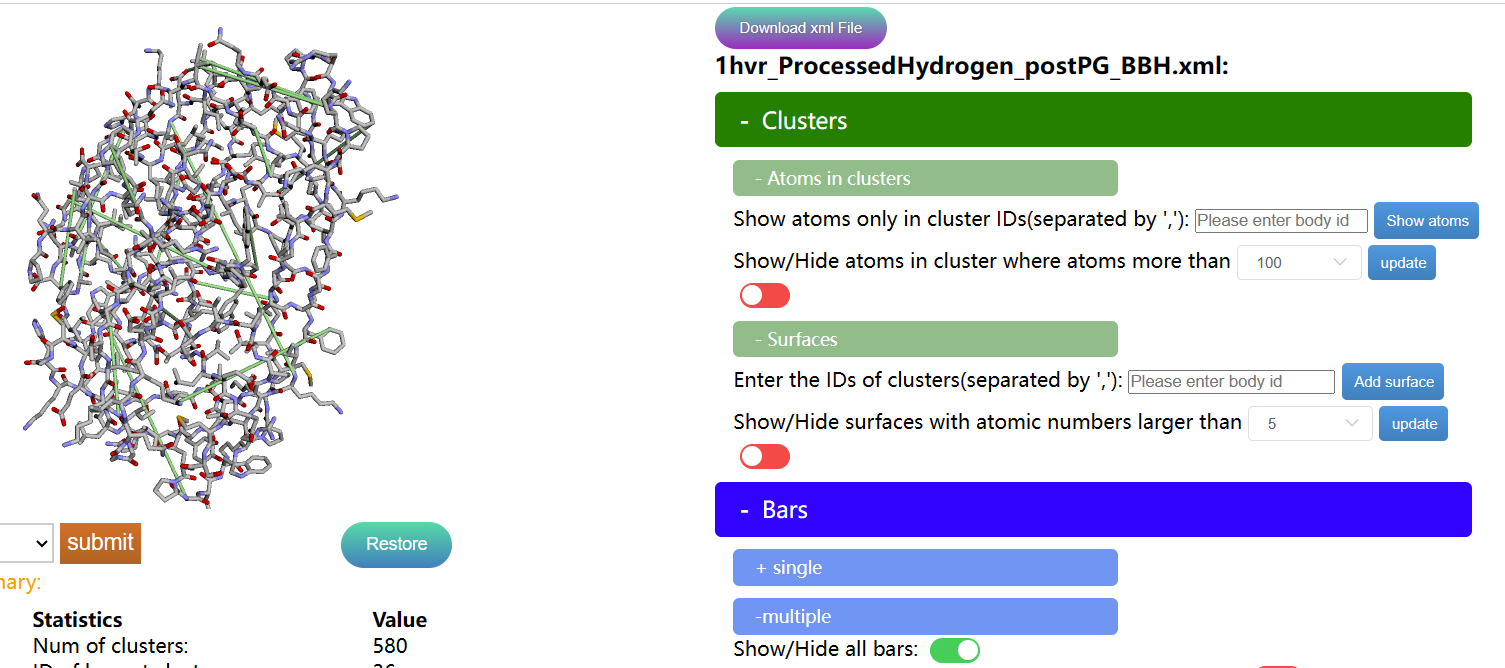 Download xml File
1hvr_ProcessedHydrogen_postPG_BBH.xml:
- Clusters
- Atoms in clusters
Show atoms only in cluster IDs(separated by ','): Please enter body id Show atoms
Show/Hide atoms in cluster where atoms more than 100 update
- Surfaces
Enter the IDs of clusters(separated by ','): Please enter body id Add surface
Show/Hide surfaces with atomic numbers larger than 5 update
- Bars
+ single
-multiple
Show/Hide all bars:
submit Restore
Statistics Value
Num of clusters: 580